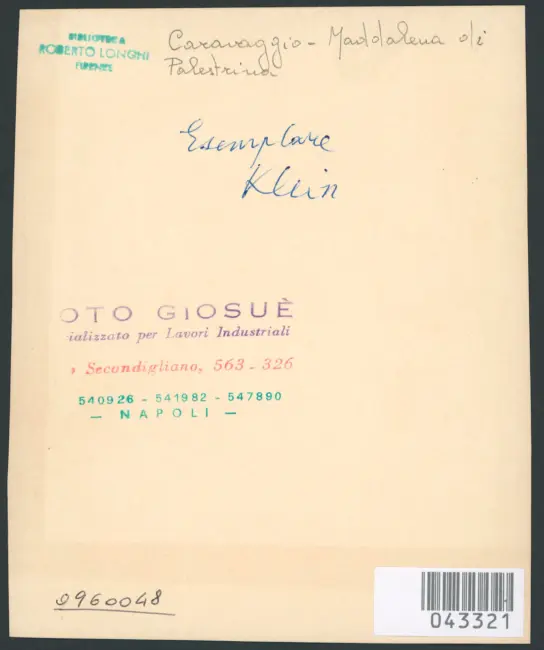 BIBLIOTECA
ROBERTO LONGHI
FIRENZE
Caravaggio - Maddalena di
Palestrina
Esemplare
Klein
OTO GIOSUÈ
ializzato per Lavori Industriali
Secondigliano, 563 - 326
540926 - 541982 - 547890
— NAPOLI —
0960048
043321